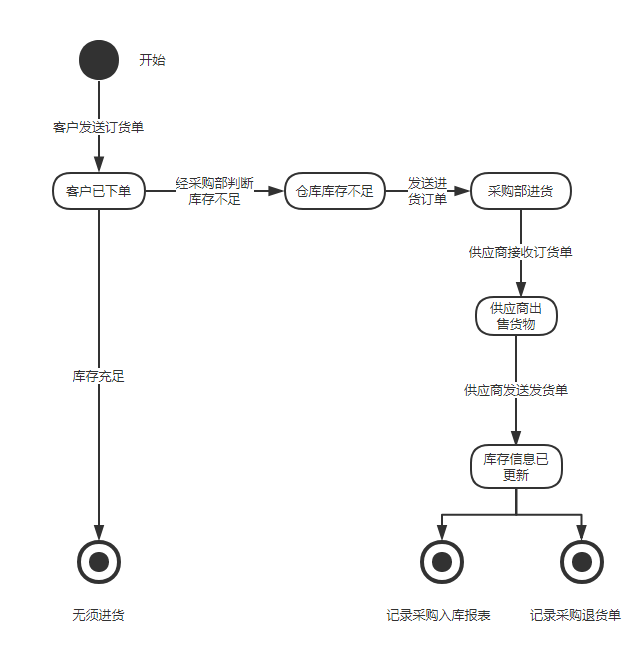 开始
客户发送订货单
客户已下单
经采购部判断
库存不足
仓库库存不足
发送进
货订单
采购部进货
供应商接收订货单
供应商出
售货物
库存充足
供应商发送发货单
库存信息已
更新
无须进货
记录采购入库报表
记录采购退货单